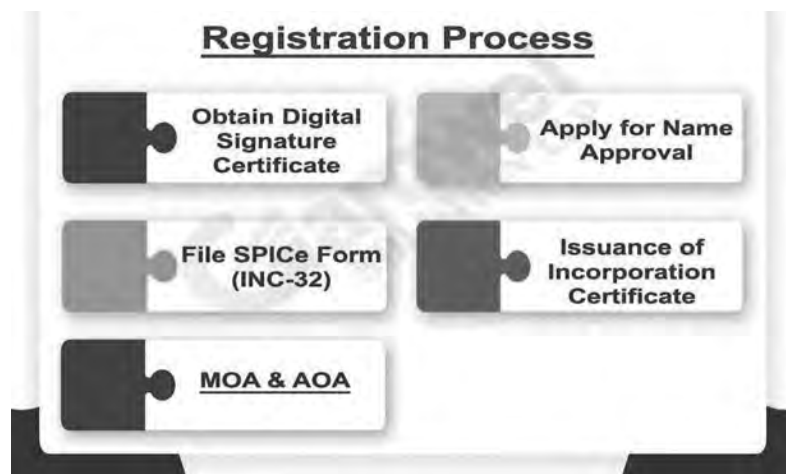 Registration Process
Obtain Digital
Signature
Certificate
Apply for Name
Approval
File SPICe Form
(INC-32)
Issuance of
Incorporation
Certificate
MOA & AOA